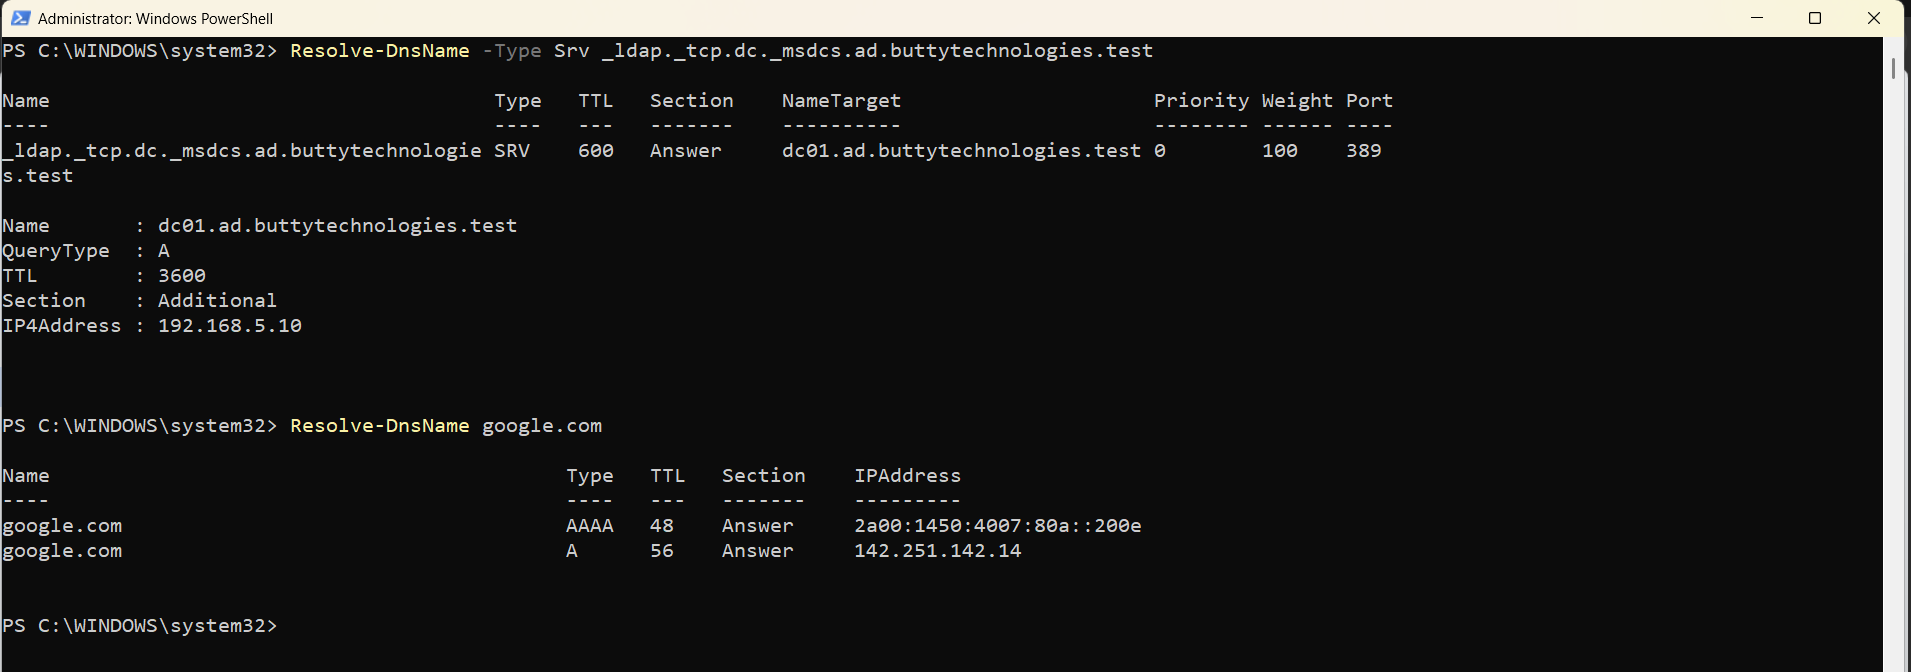 Administrator: Windows PowerShell
PS C:\WINDOWS\system32> Resolve-DnsName -Type Srv _ldap._tcp.dc._msdcs.ad.buttytechnologies.test
Name Type TTL Section NameTarget Priority Weight Port
---- ---- --- ------- ---------- -------- ------ ----
_ldap._tcp.dc._msdcs.ad.buttytechnologie SRV 600 Answer dc01.ad.buttytechnologies.test 0 100 389
s.test
Name : dc01.ad.buttytechnologies.test
QueryType : A
TTL : 3600
Section : Additional
IP4Address : 192.168.5.10
PS C:\WINDOWS\system32> Resolve-DnsName google.com
Name Type TTL Section IPAddress
---- ---- --- ------- ---------
google.com AAAA 48 Answer 2a00:1450:4007:80a::200e
google.com A 56 Answer 142.251.142.14
PS C:\WINDOWS\system32>